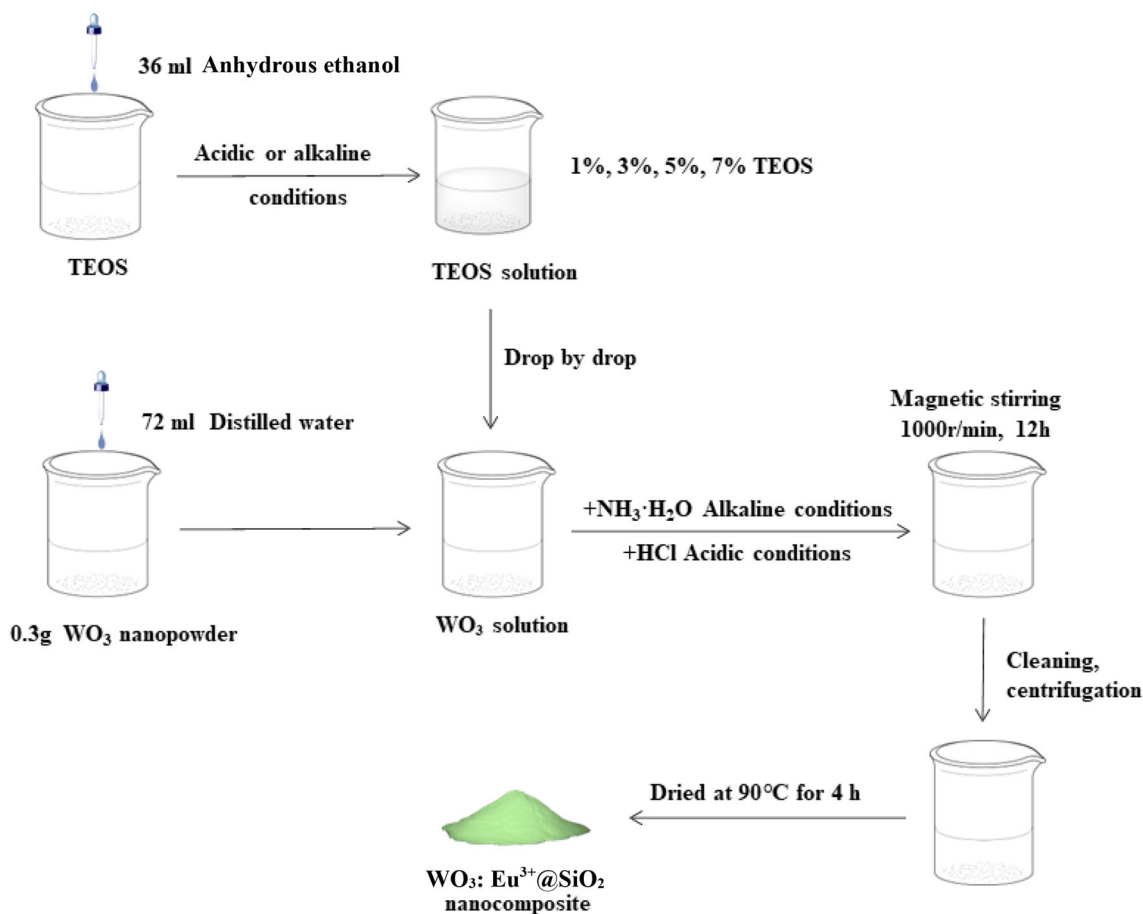 36 ml Anhydrous ethanol
Acidic or alkaline
conditions
1%, 3%, 5%, 7% TEOS
TEOS
TEOS solution
Drop by drop
72 ml Distilled water
Magnetic stirring
1000r/min, 12h
+NH₃·H₂O Alkaline conditions
+HCl Acidic conditions
0.3g WO₃ nanopowder
WO₃ solution
Cleaning,
centrifugation
Dried at 90°C for 4 h
WO₃: Eu³⁺@SiO₂
nanocomposite